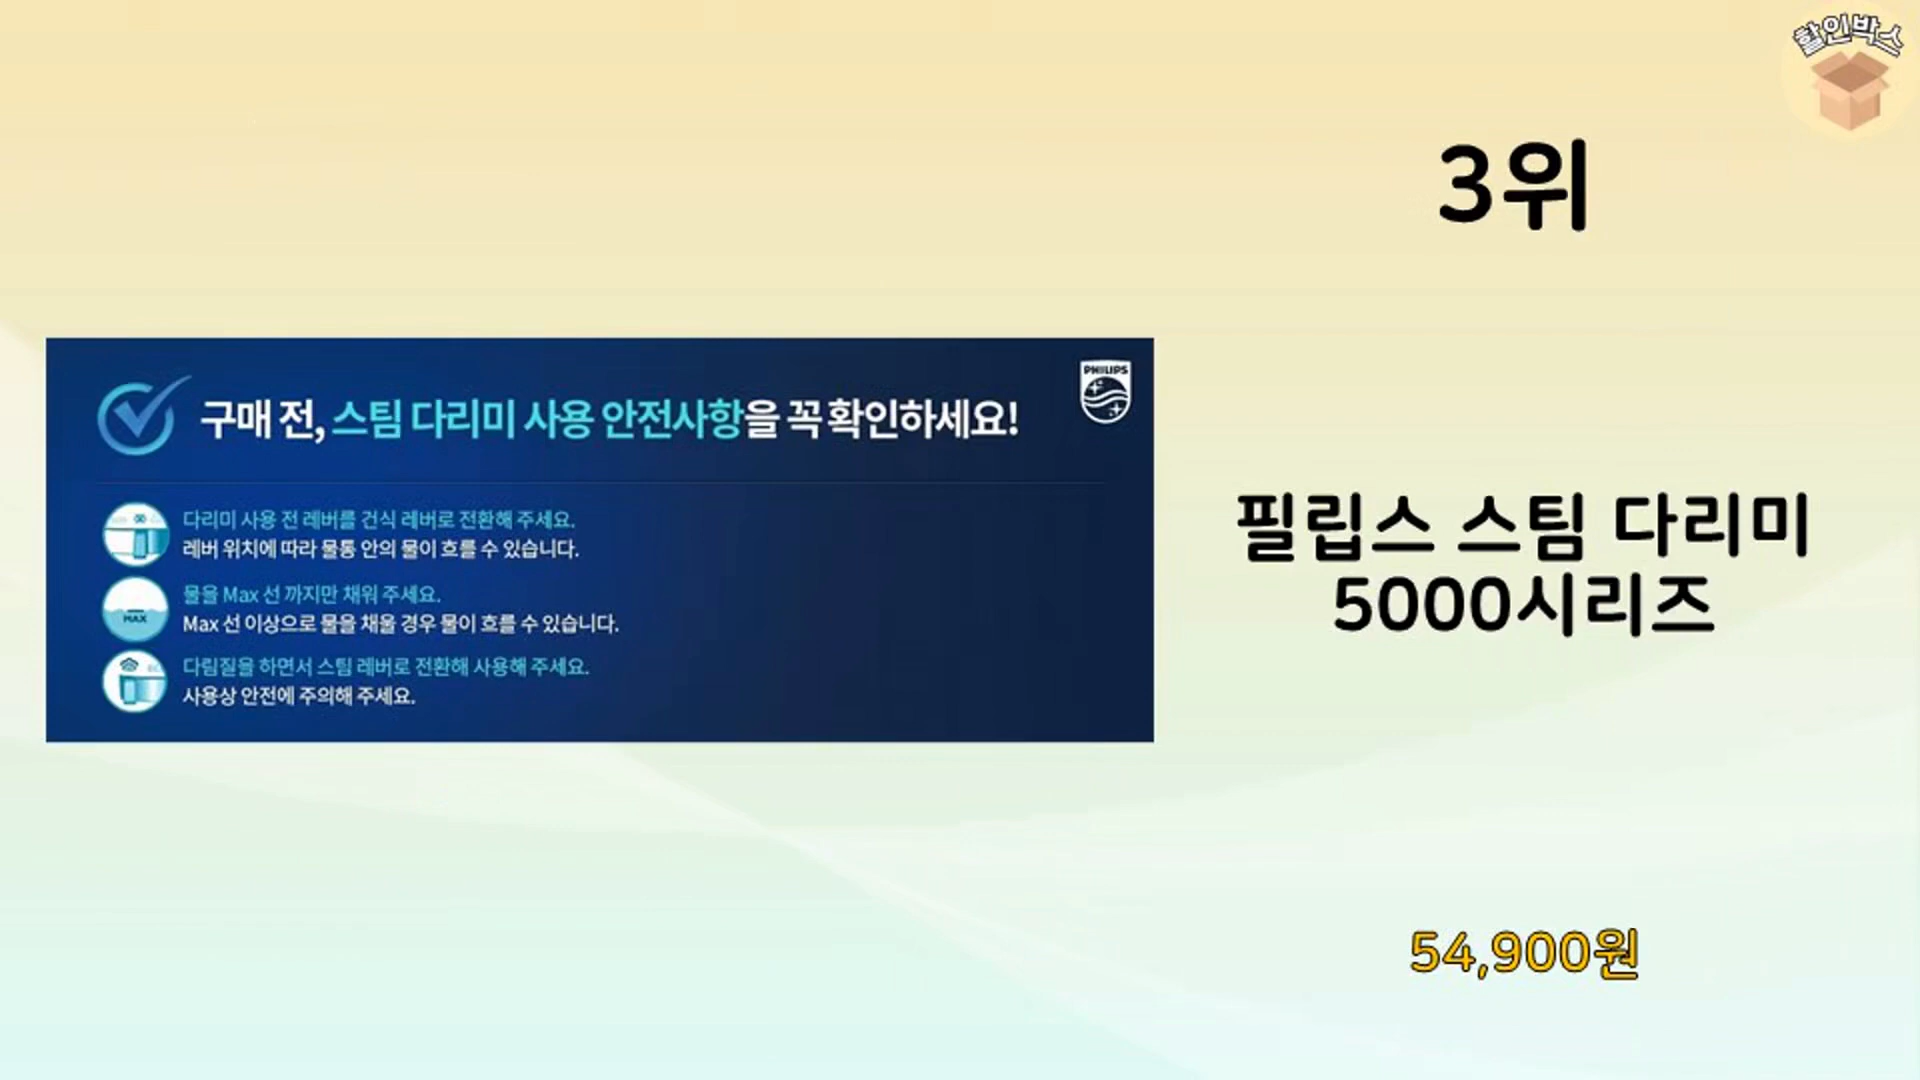 할인박스
3위
PHILIPS
구매 전, 스팀 다리미 사용 안전사항을 꼭 확인하세요!
다리미 사용 전 레버를 건식 레버로 전환해 주세요.
레버 위치에 따라 물통 안의 물이 흐를 수 있습니다.
물을 Max 선 까지만 채워 주세요.
MAX
Max 선 이상으로 물을 채울 경우 물이 흐를 수 있습니다.
다림질을 하면서 스팀 레버로 전환해 사용해 주세요.
사용상 안전에 주의해 주세요.
필립스 스팀 다리미
5000시리즈
54,900원